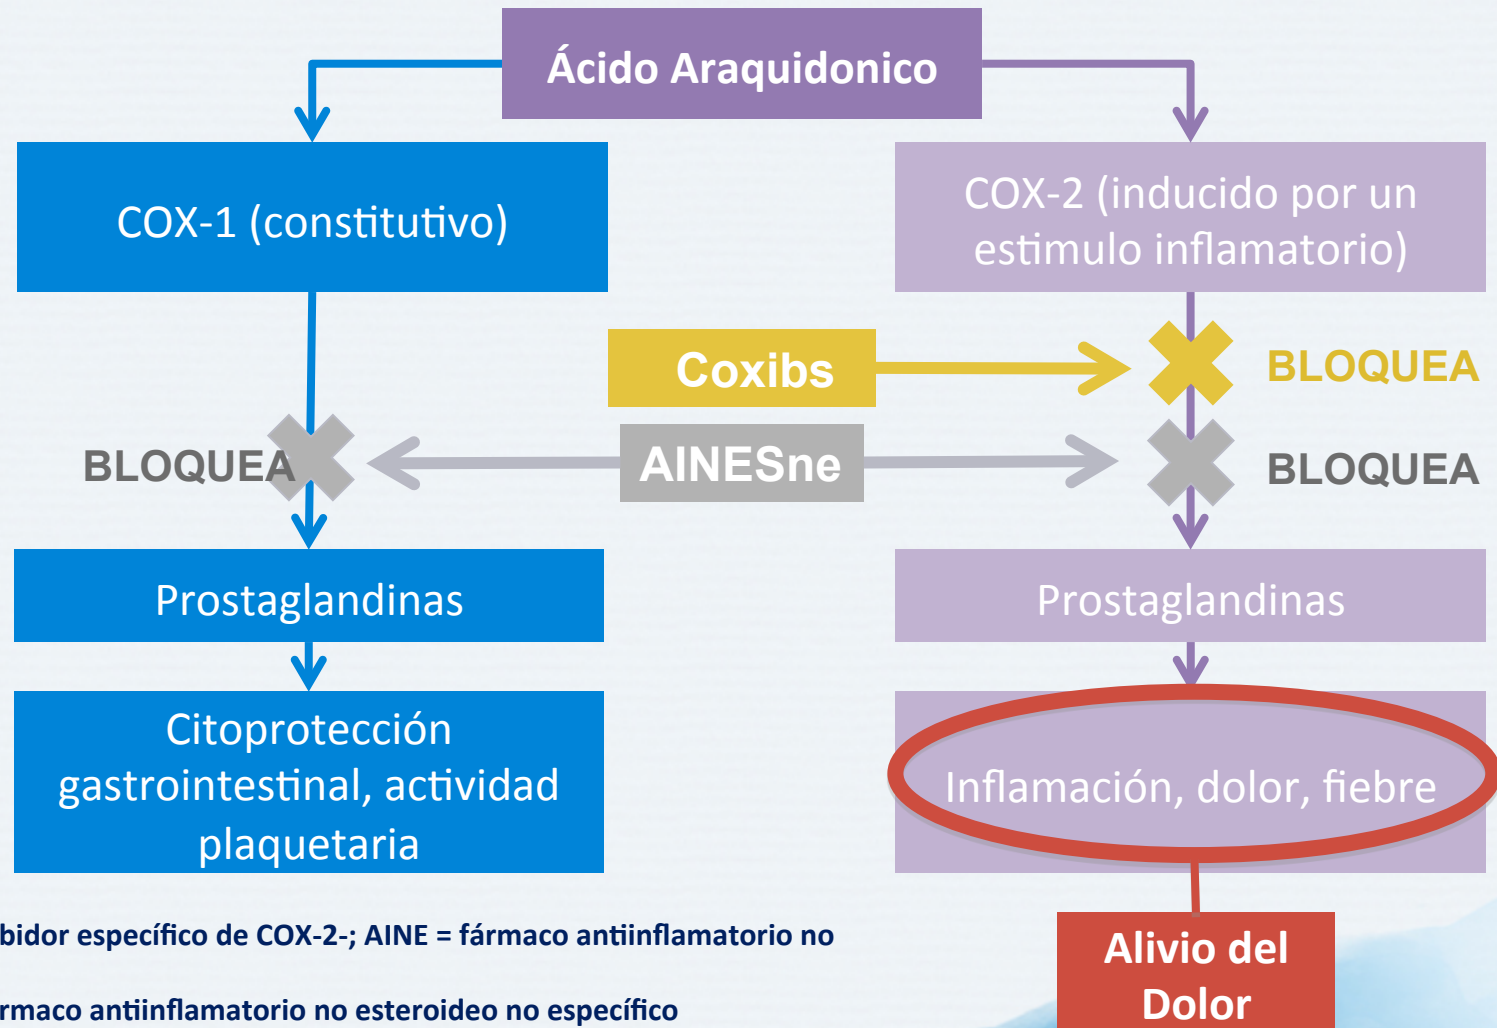 Ácido Araquidonico
COX-1 (constitutivo)
COX-2 (inducido por un
estimulo inflamatorio)
Coxibs
BLOQUEA
BLOQUEA
AINESne
BLOQUEA
Prostaglandinas
Prostaglandinas
Citoprotección
gastrointestinal, actividad
plaquetaria
Inflamación, dolor, fiebre
específico de COX-2-; AINE = fármaco antiinflamatorio no
antiinflamatorio no esteroideo no específico
Alivio del
Dolor